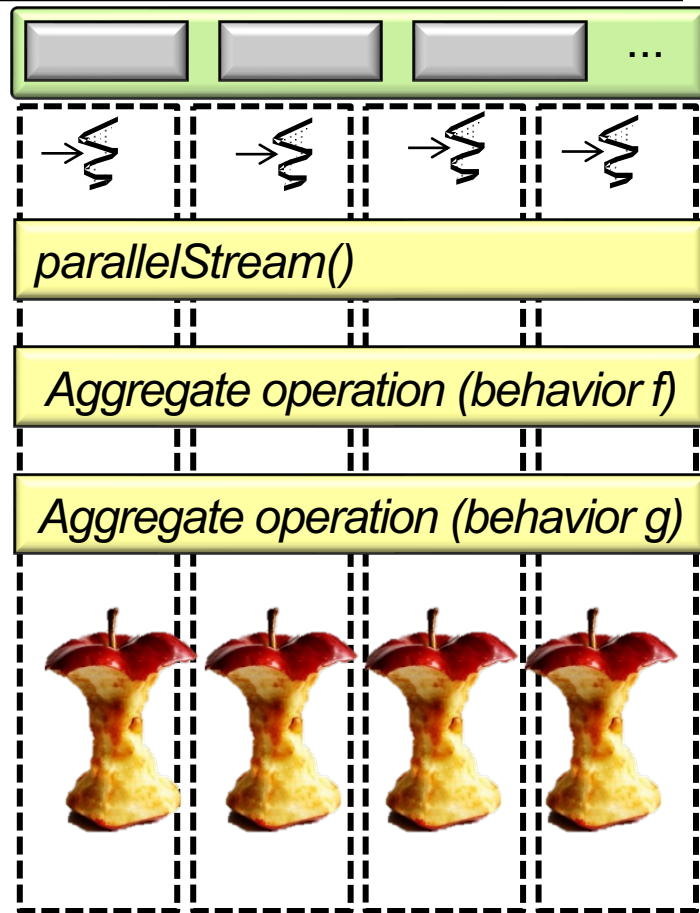 ...
parallelStream()
Aggregate operation (behavior f)
Aggregate operation (behavior g)